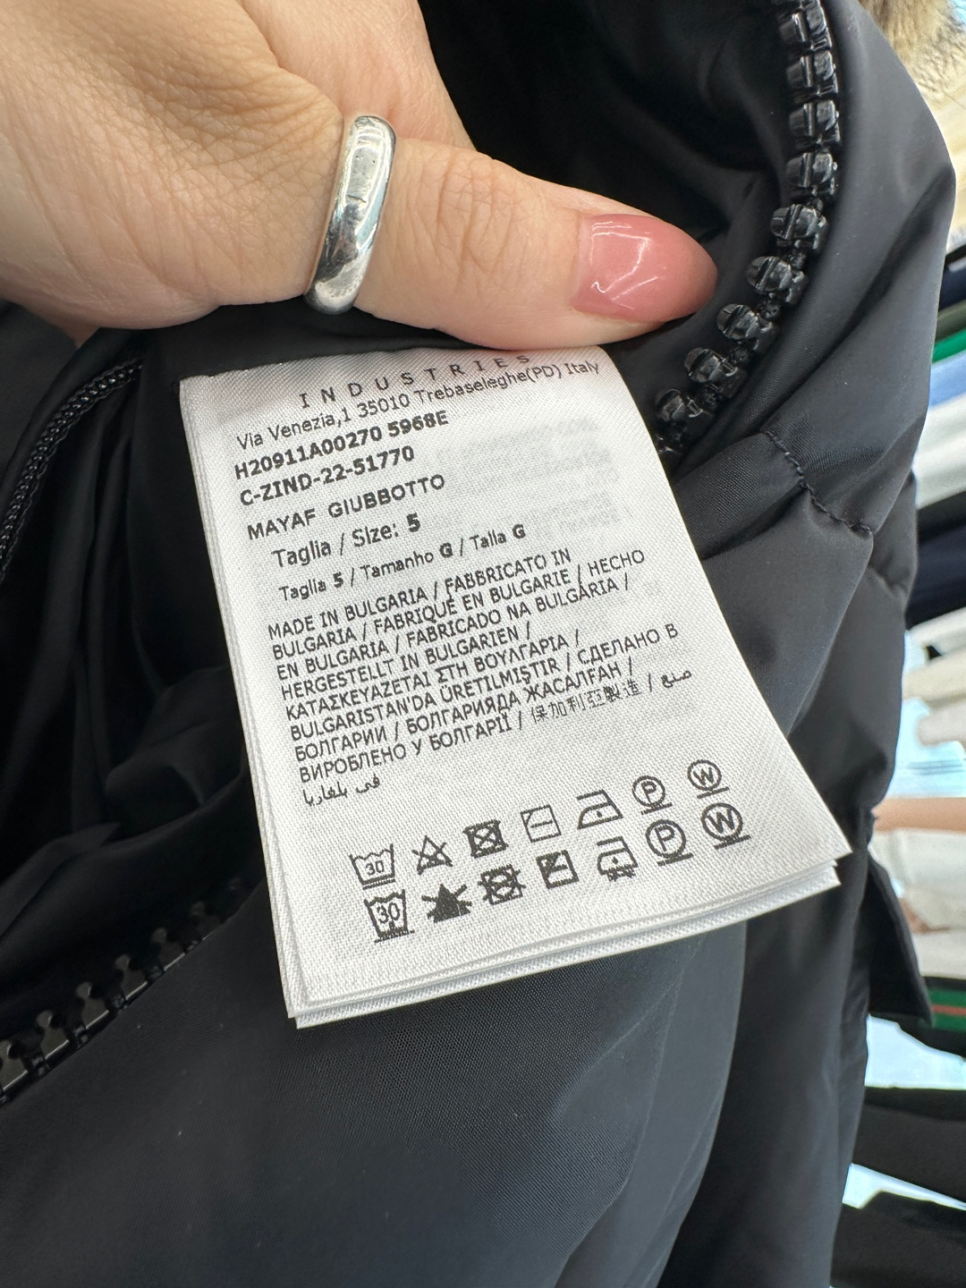 INDUSTRIES
Via Venezia,1 35010 Trebaseleghe(PD) Italy
H20911A00270 5968E
C-ZIND-22-51770
MAYAF GIUBBOTTO
Taglia / Size: 5
Taglia 5 / Tamanho G / Talla G
MADE IN BULGARIA / FABBRICATO IN
BULGARIA / FABRIQUÉ EN BULGARIE / HECHO
EN BULGARIA / FABRICADO NA BULGÁRIA /
HERGESTELLT IN BULGARIEN /
ΚΑΤΑΣΚΕΥΑΖΕΤΑΙ ΣΤΗ ΒΟΥΛΓΑΡΙΑ /
BULGARISTAN'DA ÜRETILMIŞTIR / СДЕЛАНО В
БОЛГАРИИ / БОЛГАРИЯДА ЖАСАЛҒАН /
ВИРОБЛЕНО У БОЛГАРІЇ / 保加利亞製造 / صنع
في بلغاريا
30 P W
30 P W